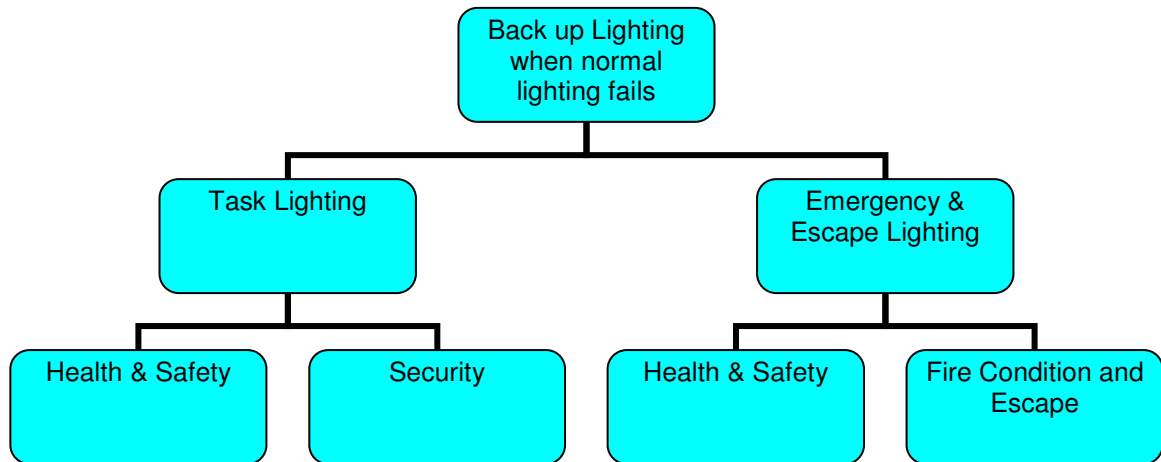 Back up Lighting
when normal
lighting fails
Task Lighting
Emergency &
Escape Lighting
Health & Safety
Security
Health & Safety
Fire Condition and
Escape